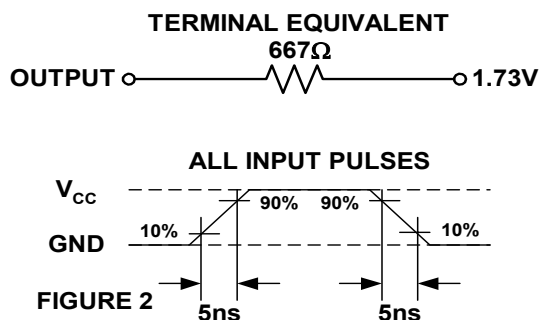 TERMINAL EQUIVALENT
667Ω
OUTPUT 1.73V
ALL INPUT PULSES
VCC
90% 90%
10% 10%
GND
FIGURE 2
5ns 5ns